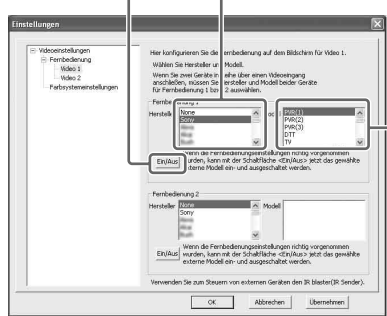 Einstellungen
Videoeinstellungen
Fernbedienung
Video 1
Video 2
Farbsystemeinstellungen
Hier konfigurieren Sie die Fernbedienung auf dem Bildschirm für Video 1.
Wählen Sie Hersteller und Modell.
Wenn Sie zwei Geräte in Reihe über einen Videoeingang
anschließen, müssen Sie Hersteller und Modell beider Geräte
für Fernbedienung 1 bzw. 2 auswählen.
Fernbedienung 1
Hersteller
None
Sony
PVR(1)
PVR(2)
PVR(3)
DTT
TV
Ein/Aus
Wenn die Fernbedienungseinstellungen richtig vorgenommen
wurden, kann mit der Schaltfläche <Ein/Aus> jetzt das gewählte
externe Modell ein- und ausgeschaltet werden.
Fernbedienung 2
Hersteller
None
Sony
Modell
Ein/Aus
Wenn die Fernbedienungseinstellungen richtig vorgenommen
wurden, kann mit der Schaltfläche <Ein/Aus> jetzt das gewählte
externe Modell ein- und ausgeschaltet werden.
Verwenden Sie zum Steuern von externen Geräten den IR blaster(IR Sender).
OK
Abbrechen
Übernehmen